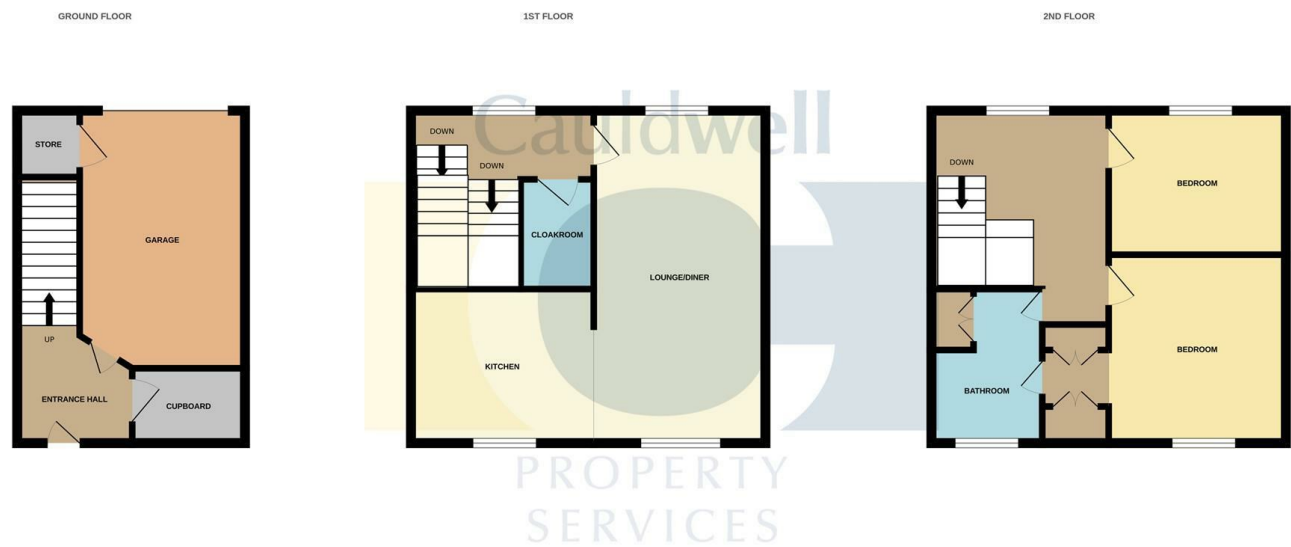 GROUND FLOOR
STORE
GARAGE
UP
ENTRANCE HALL
CUPBOARD
1ST FLOOR
Cauldwell
DOWN
DOWN
CLOAKROOM
LOUNGE/DINER
KITCHEN
PROPERTY
SERVICES
2ND FLOOR
DOWN
BEDROOM
BEDROOM
BATHROOM